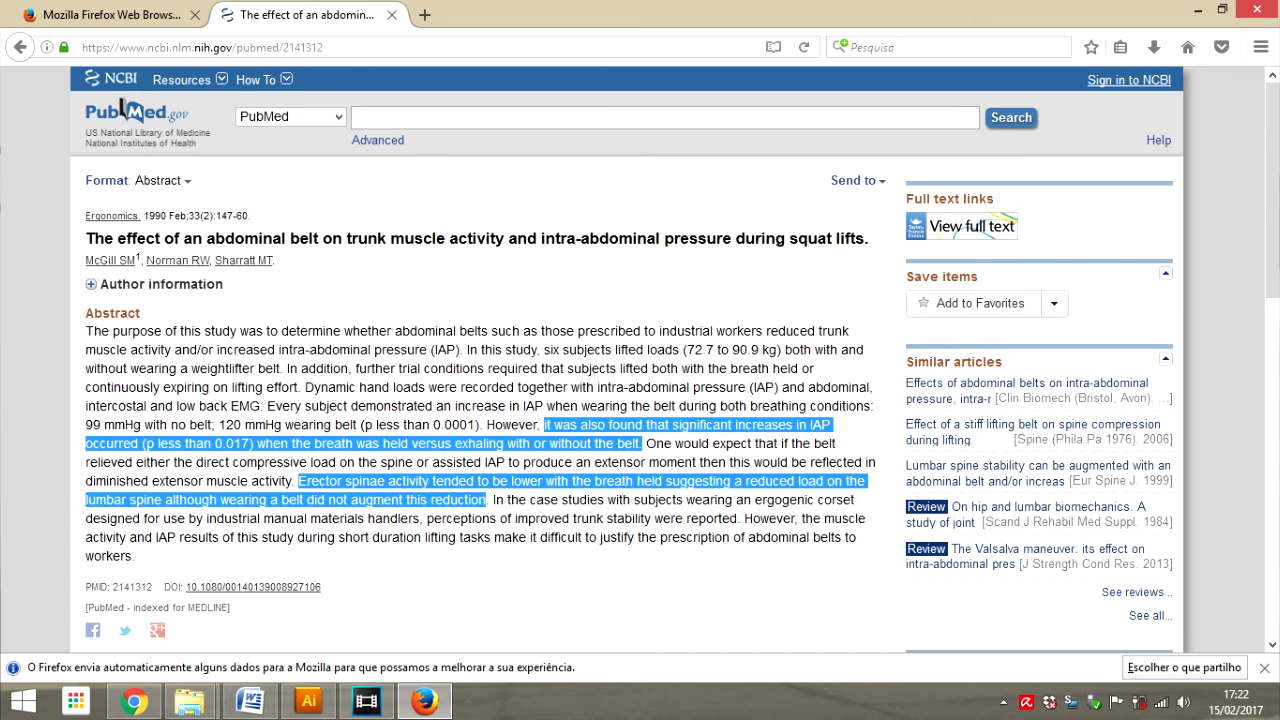 Mozilla Firefox Web Brows...
The effect of an abdomin...
https://www.ncbi.nlm.nih.gov/pubmed/2141312
Pesquisa
NCBI Resources How To
Sign in to NCBI
PubMed.gov
US National Library of Medicine
National Institutes of Health
PubMed
Search
Advanced
Help
Format: Abstract
Send to
Ergonomics. 1990 Feb;33(2):147-60.
The effect of an abdominal belt on trunk muscle activity and intra-abdominal pressure during squat lifts.
McGill SM1, Norman RW, Sharratt MT.
Author information
Abstract
The purpose of this study was to determine whether abdominal belts such as those prescribed to industrial workers reduced trunk
muscle activity and/or increased intra-abdominal pressure (IAP). In this study, six subjects lifted loads (72.7 to 90.9 kg) both with and
without wearing a weightlifter belt. In addition, further trial conditions required that subjects lifted both with the breath held or
continuously expiring on lifting effort. Dynamic hand loads were recorded together with intra-abdominal pressure (IAP) and abdominal,
intercostal and low back EMG. Every subject demonstrated an increase in IAP when wearing the belt during both breathing conditions:
99 mmHg with no belt; 120 mmHg wearing belt (p less than 0.0001). However, it was also found that significant increases in IAP
occurred (p less than 0.017) when the breath was held versus exhaling with or without the belt. One would expect that if the belt
relieved either the direct compressive load on the spine or assisted IAP to produce an extensor moment then this would be reflected in
diminished extensor muscle activity. Erector spinae activity tended to be lower with the breath held suggesting a reduced load on the
lumbar spine although wearing a belt did not augment this reduction. In the case studies with subjects wearing an ergogenic corset
designed for use by industrial manual materials handlers, perceptions of improved trunk stability were reported. However, the muscle
activity and IAP results of this study during short duration lifting tasks make it difficult to justify the prescription of abdominal belts to
workers.
PMID: 2141312 DOI: 10.1080/00140139008927106
[PubMed - indexed for MEDLINE]
Full text links
View full text
Save items
Add to Favorites
Similar articles
Effects of abdominal belts on intra-abdominal
pressure, intra-r [Clin Biomech (Bristol, Avon). ...]
Effect of a stiff lifting belt on spine compression
during lifting. [Spine (Phila Pa 1976). 2006]
Lumbar spine stability can be augmented with an
abdominal belt and/or increas [Eur Spine J. 1999]
Review On hip and lumbar biomechanics. A
study of joint [Scand J Rehabil Med Suppl. 1984]
Review The Valsalva maneuver: its effect on
intra-abdominal pres [J Strength Cond Res. 2013]
See reviews...
See all...
O Firefox envia automaticamente alguns dados para a Mozilla para que possamos a melhorar a sua experiência.
Escolher o que partilho
Ai
17:22
15/02/2017